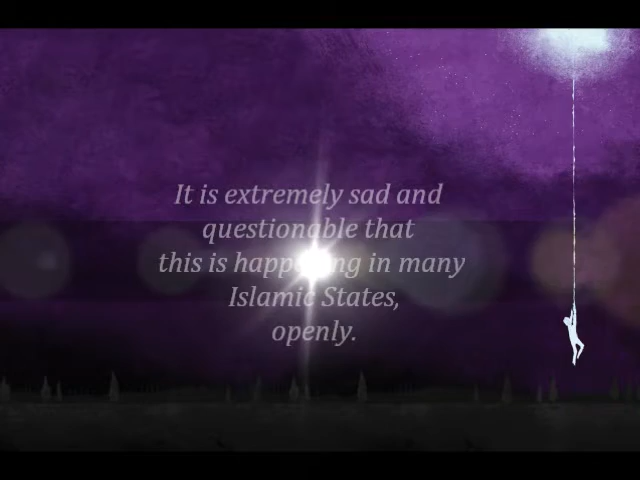 It is extremely sad and
questionable that
this is happening in many
Islamic States,
openly.